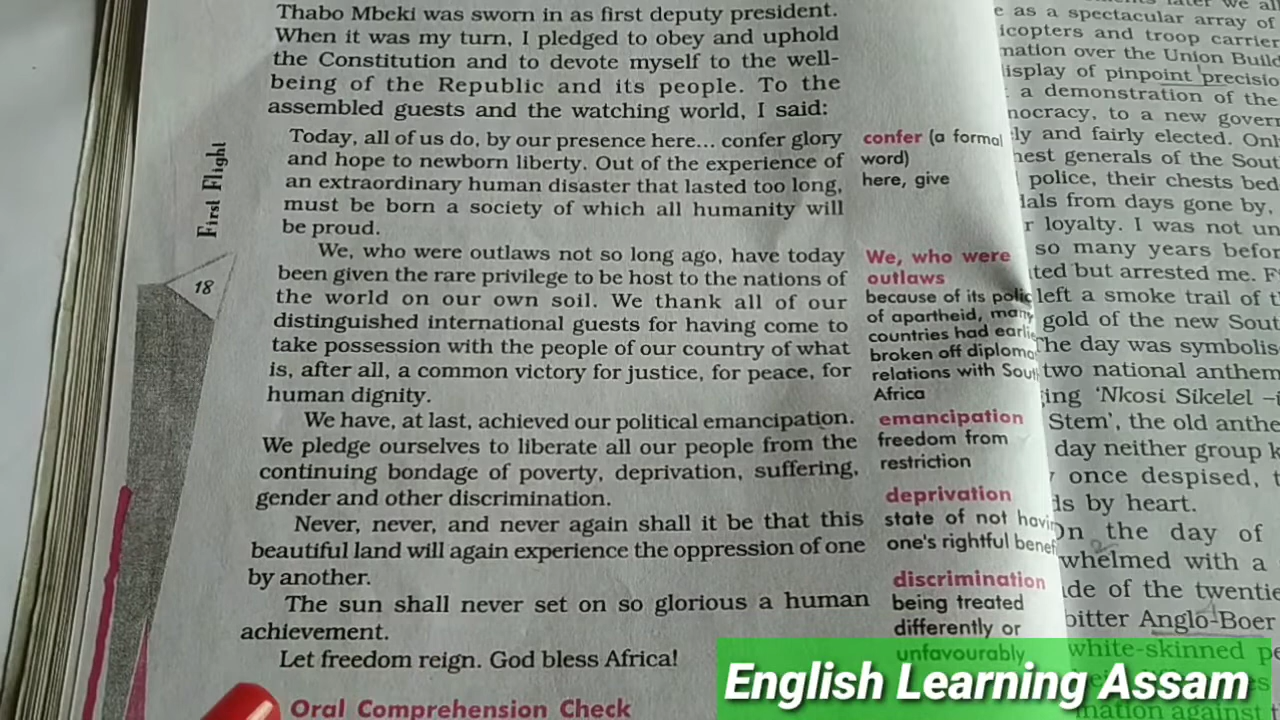 Thabo Mbeki was sworn in as first deputy president.
When it was my turn, I pledged to obey and uphold
the Constitution and to devote myself to the well-
being of the Republic and its people. To the
assembled guests and the watching world, I said:
Today, all of us do, by our presence here... confer glory
and hope to newborn liberty. Out of the experience of
an extraordinary human disaster that lasted too long,
must be born a society of which all humanity will
be proud.
We, who were outlaws not so long ago, have today
been given the rare privilege to be host to the nations of
the world on our own soil. We thank all of our
distinguished international guests for having come to
take possession with the people of our country of what
is, after all, a common victory for justice, for peace, for
human dignity.
We have, at last, achieved our political emancipation.
We pledge ourselves to liberate all our people from the
continuing bondage of poverty, deprivation, suffering,
gender and other discrimination.
Never, never, and never again shall it be that this
beautiful land will again experience the oppression of one
by another.
The sun shall never set on so glorious a human
achievement.
Let freedom reign. God bless Africa!
Oral Comprehension Check
First Flight
18
confer (a formal
word)
here, give
We, who were
outlaws
because of its
of apartheid, many
countries had
broken off
relations with
Africa
emancipation
freedom from
restriction
deprivation
state of not
one's rightful
discrimination
being treated
differently or
unfavourably
later we all
e as a spectacular array of
icopters and troop carrier
mation over the Union Build
isplay of pinpoint precisio
a demonstration of the
nocracy, to a new govern
ly and fairly elected. Onl
hest generals of the South
police, their chests bed
lals from days gone by,
r loyalty. I was not un
so many years befor
ted but arrested me. F
left a smoke trail of t
gold of the new Sout
The day was symbolis
two national anthem
ging 'Nkosi Sikelel –i
Stem', the old anthe
day neither group k
once despised, t
ds by heart.
On the day of
whelmed with a
de of the twentie
bitter Anglo-Boer
white-skinned pe
mination against t
English Learning Assam